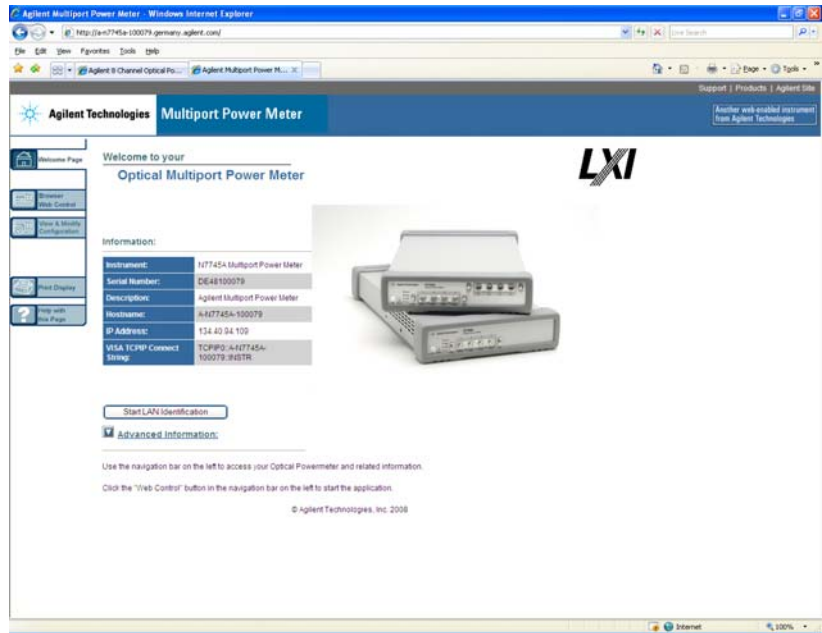 Agilent Multiport Power Meter - Windows Internet Explorer
http://a-n7745a-100079.germany.agilent.com/
Live Search
File Edit View Favorites Tools Help
Agilent 8 Channel Optical Po...
Agilent Multiport Power M...
Page
Tools
Support | Products | Agilent Site
Agilent Technologies
Multiport Power Meter
Another web-enabled instrument
from Agilent Technologies
Welcome Page
Browser
Web Control
View & Modify
Configuration
Print Display
Help with
this Page
Welcome to your
Optical Multiport Power Meter
LXI
Information:
Instrument: N7745A Multiport Power Meter
Serial Number: DE48100079
Description: Agilent Multiport Power Meter
Hostname: A-N7745A-100079
IP Address: 134.40.94.109
VISA TCPIP Connect
String:
TCPIP0::A-N7745A-
100079::INSTR
Start LAN Identification
Advanced Information:
Use the navigation bar on the left to access your Optical Powermeter and related information.
Click the "Web Control" button in the navigation bar on the left to start the application.
© Agilent Technologies, Inc. 2008
Internet
100%